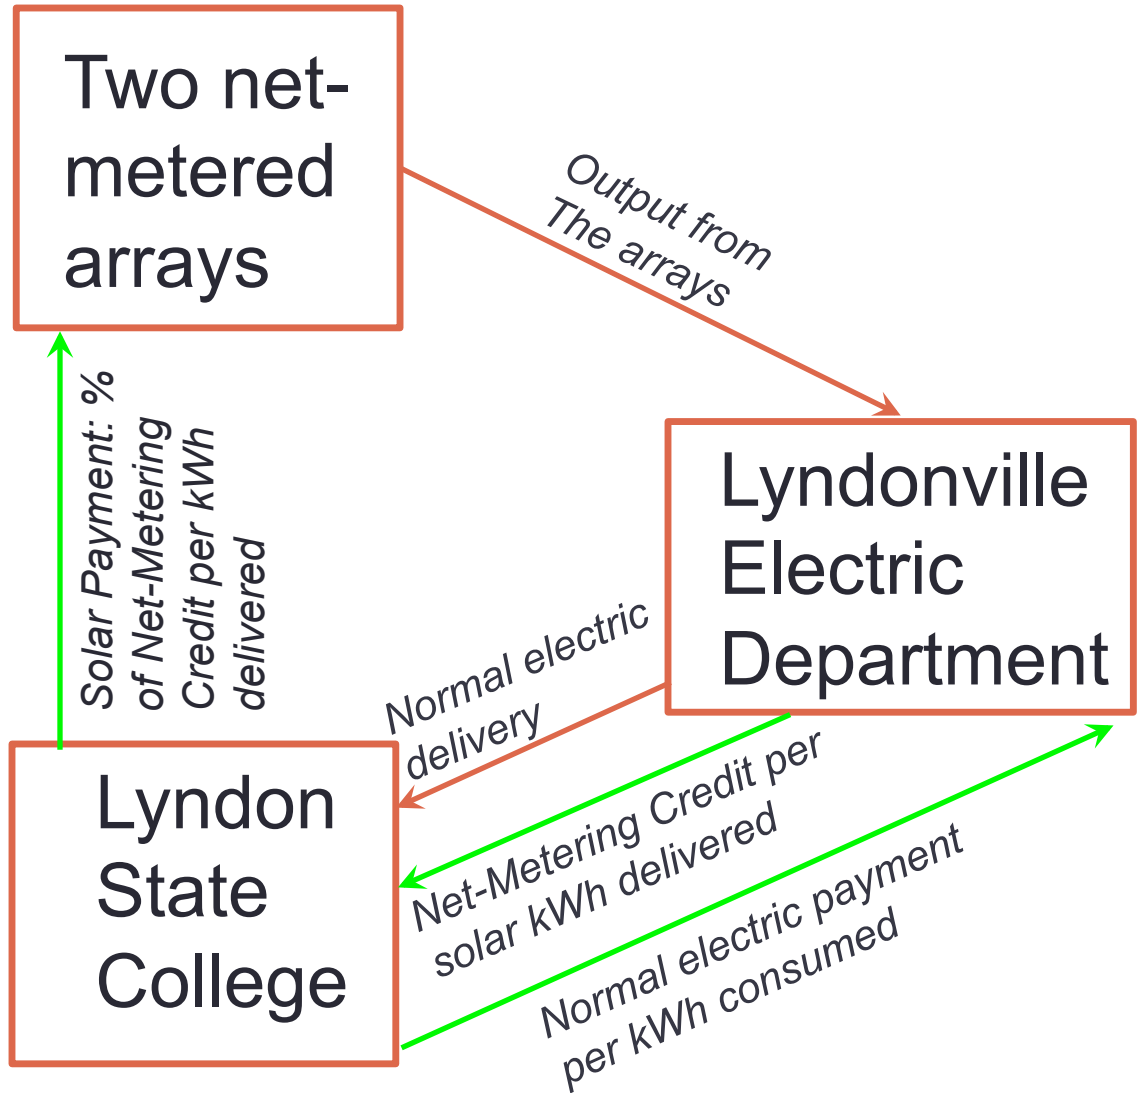 Two net-
metered
arrays
Output from
The arrays
Solar Payment: %
of Net-Metering
Credit per kWh
delivered
Lyndonville
Electric
Department
Normal electric
delivery
Net-Metering Credit per
solar kWh delivered
Normal electric payment
per kWh consumed
Lyndon
State
College